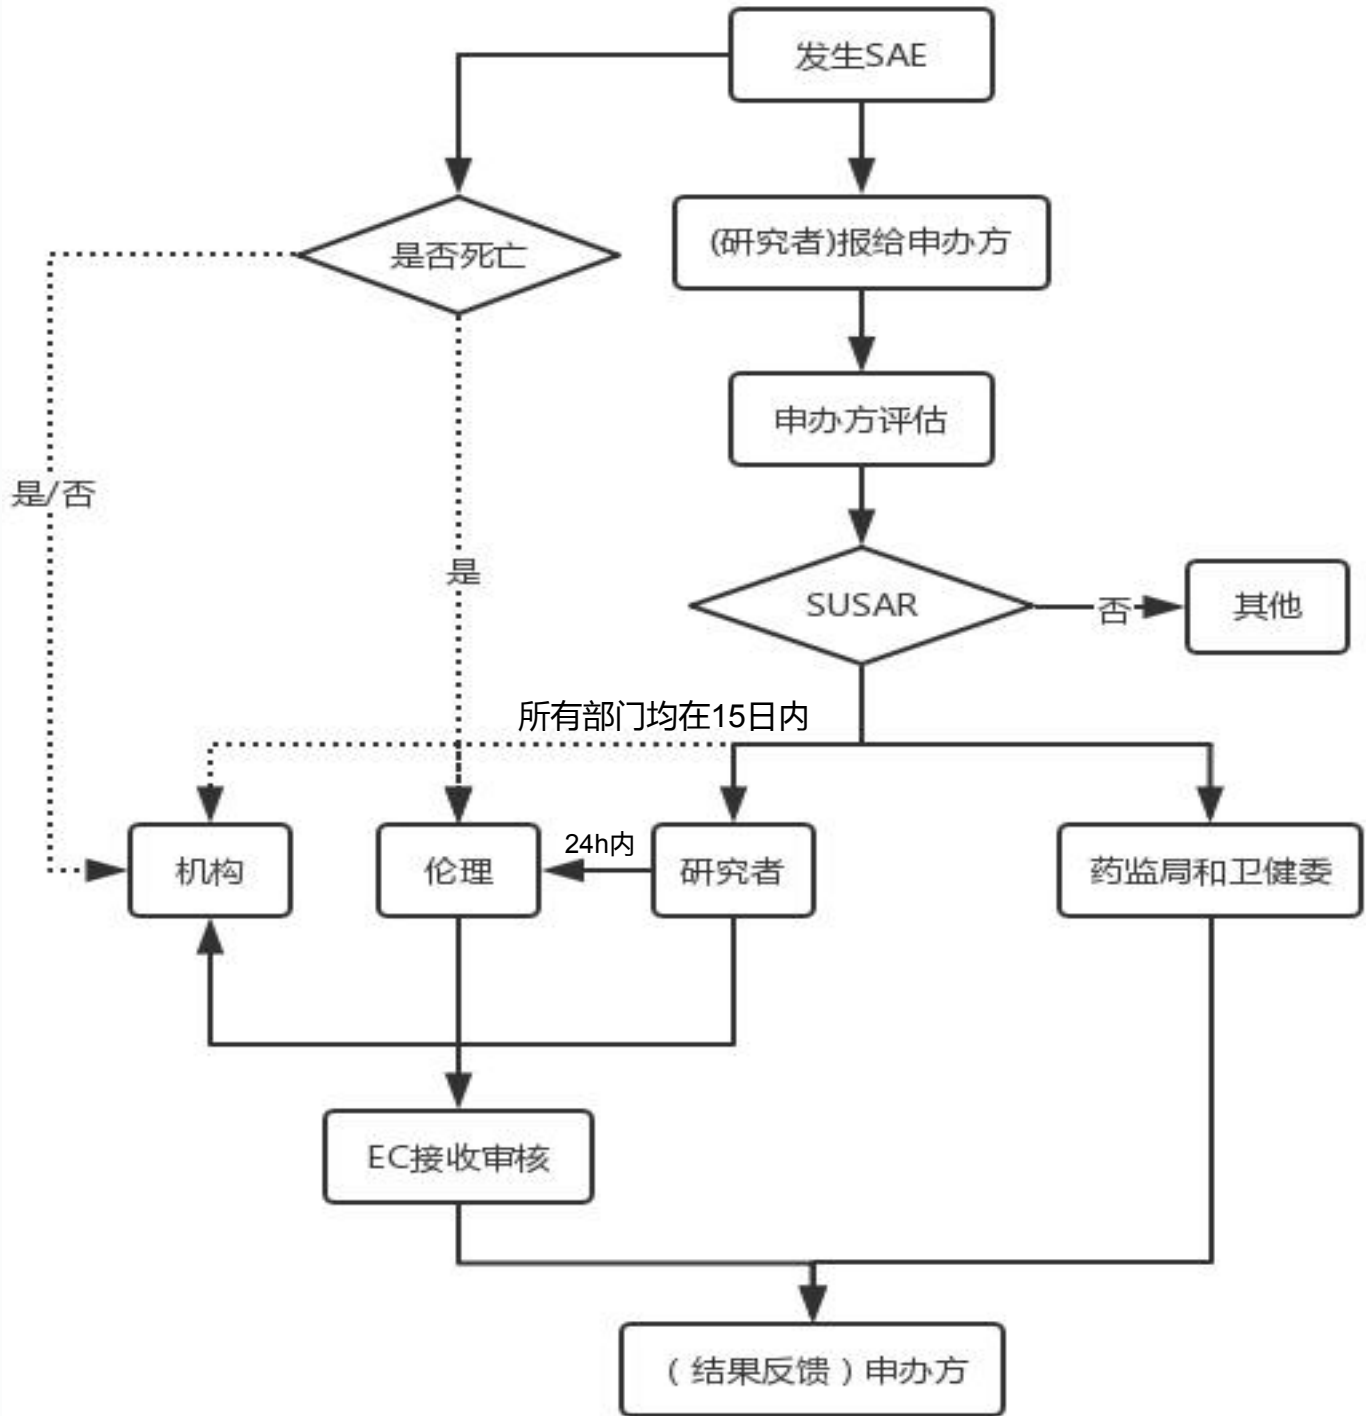 发生SAE
是否死亡
(研究者)报给申办方
申办方评估
是/否
是
SUSAR
否
其他
所有部门均在15日内
机构
伦理
24h内
研究者
药监局和卫健委
EC接收审核
（结果反馈）申办方